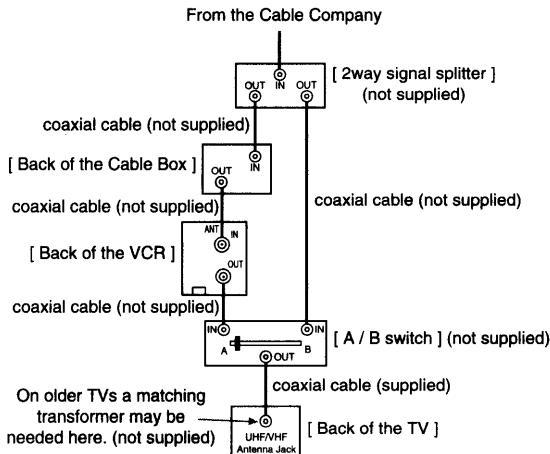 From the Cable Company
[ 2way signal splitter ]
(not supplied)
IN
OUT
OUT
coaxial cable (not supplied)
IN
[ Back of the Cable Box ]
OUT
coaxial cable (not supplied)
coaxial cable (not supplied)
ANT IN
[ Back of the VCR ]
OUT
coaxial cable (not supplied)
IN
IN
[ A / B switch ] (not supplied)
A
B
OUT
coaxial cable (supplied)
On older TVs a matching
transformer may be
needed here. (not supplied)
[ Back of the TV ]
UHF/VHF
Antenna Jack